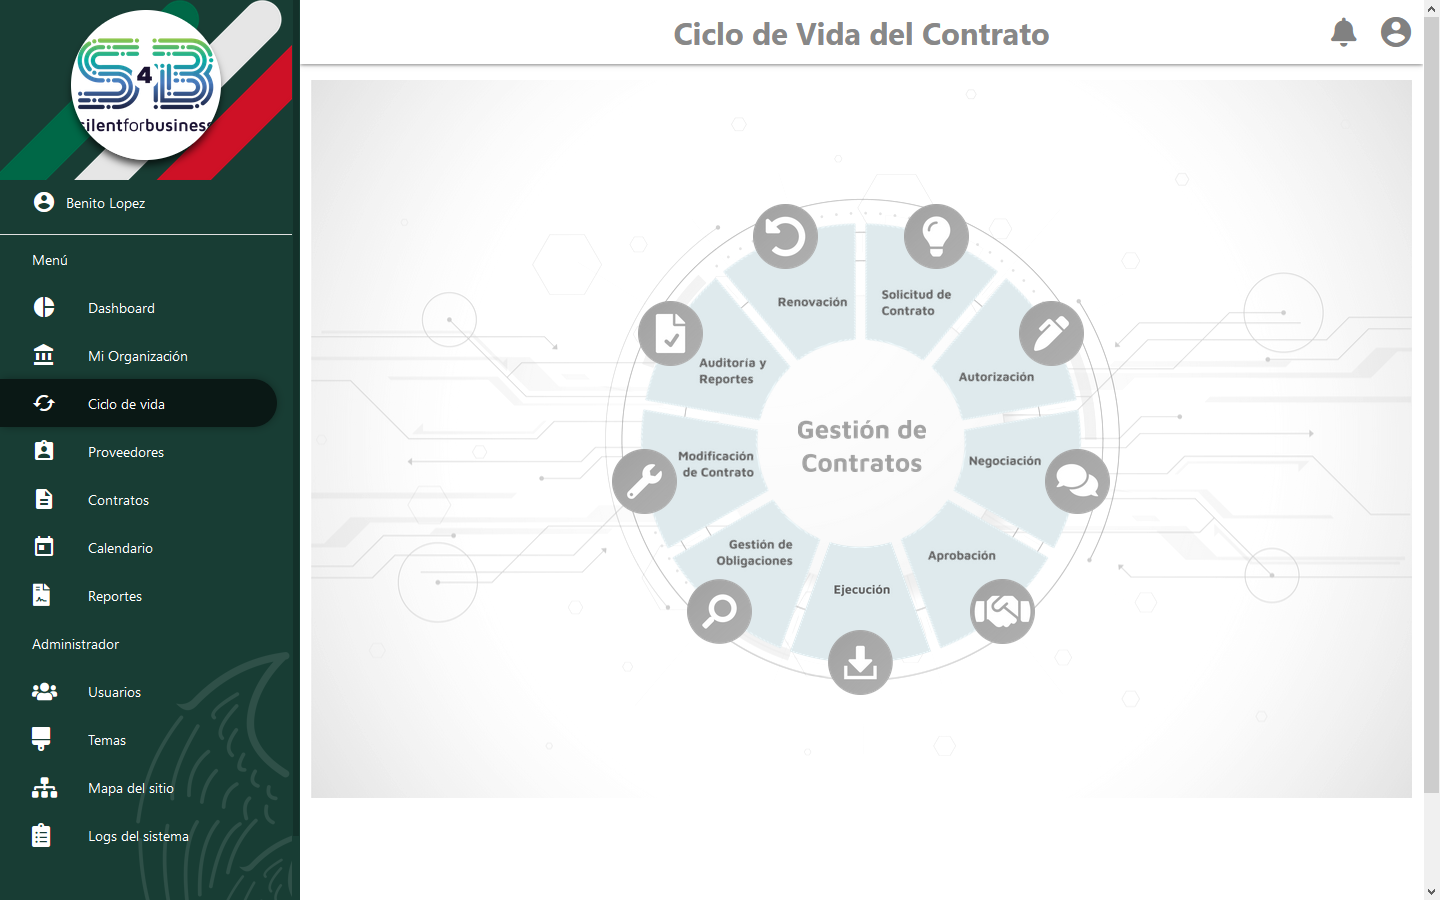 Ciclo de Vida del Contrato
S4B
silentforbusiness
Benito Lopez
Menú
Dashboard
Mi Organización
Ciclo de vida
Proveedores
Contratos
Calendario
Reportes
Administrador
Usuarios
Temas
Mapa del sitio
Logs del sistema
Renovación
Solicitud de
Contrato
Auditoría y
Reportes
Autorización
Gestión de
Contratos
Modificación
de Contrato
Negociación
Gestión de
Obligaciones
Aprobación
Ejecución